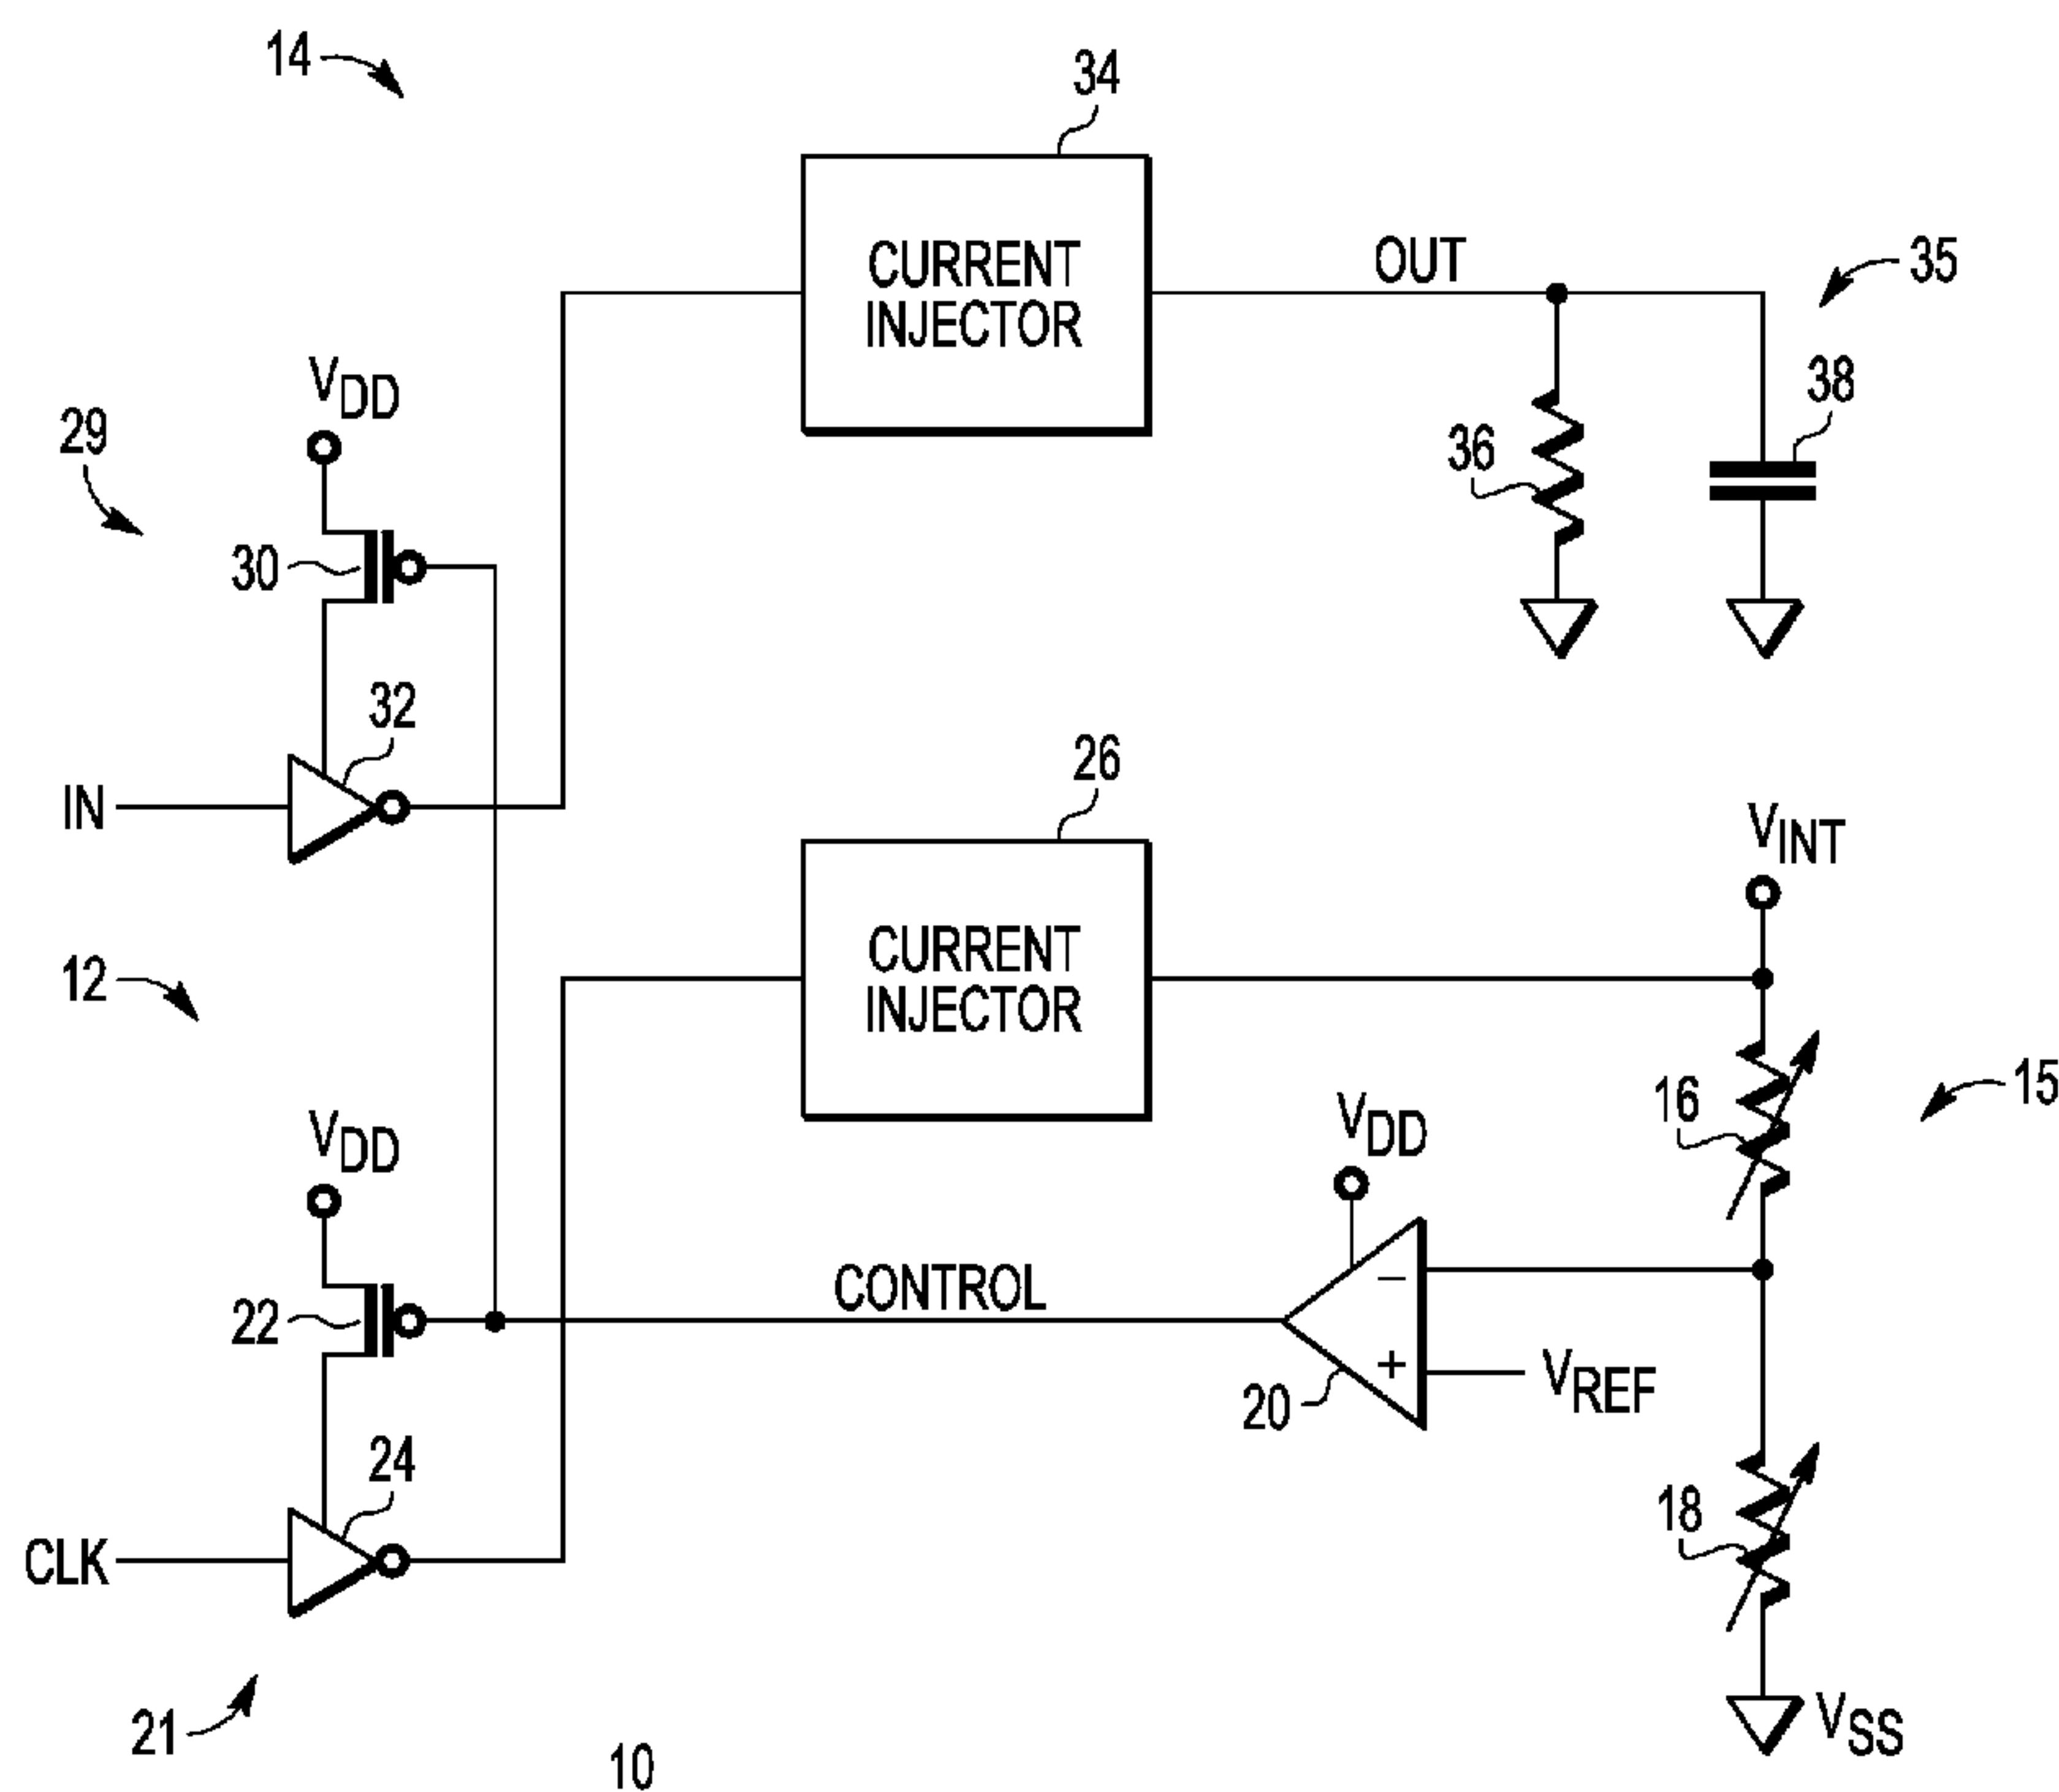 14
34
CURRENT
INJECTOR
OUT
35
VDD
29
38
36
30
32
IN
26
VINT
CURRENT
INJECTOR
12
15
16
VDD
VDD
22
CONTROL
−
+
VREF
20
24
18
CLK
21
VSS
10